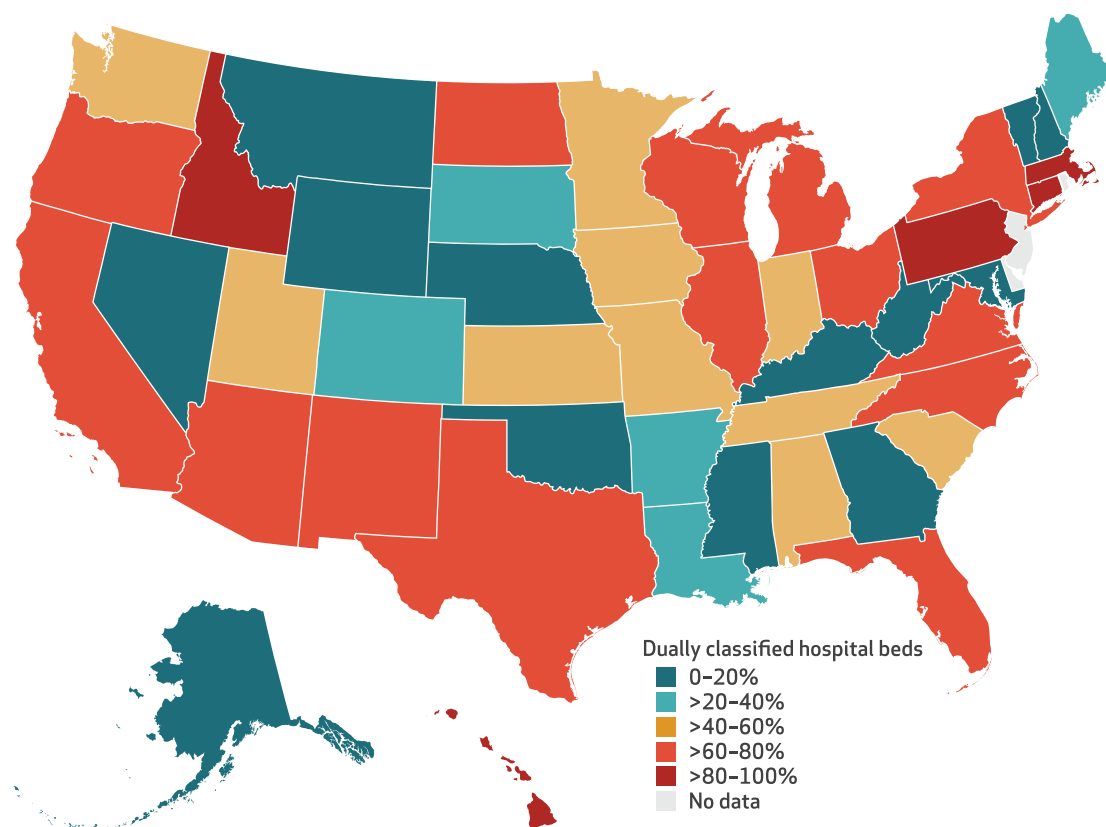 Dually classified hospital beds
0–20%
>20–40%
>40–60%
>60–80%
>80–100%
No data